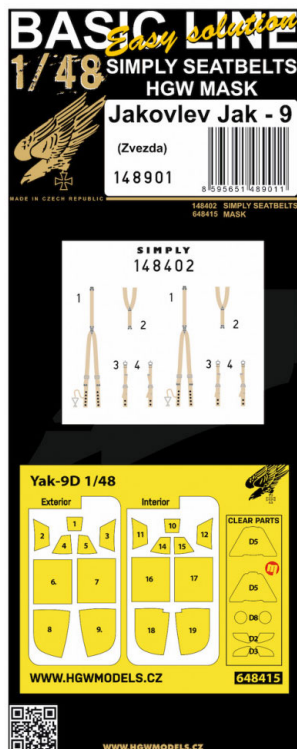 BASIC LINE
Easy solution
1/48
SIMPLY SEATBELTS
HGW MASK
Jakovlev Jak - 9
(Zvezda)
148901
8 595651 489011
MADE IN CZECH REPUBLIC
148402 SIMPLY SEATBELTS
648415 MASK
SIMPLY
148402
1 1
2 2
3 4 3 4
Yak-9D 1/48
Exterior Interior
CLEAR PARTS
1 10
2 3 11 12
4 5 14 15
D5
6. 7 16 17
D5
8 9. 18 19
D8
D2
D3
WWW.HGWMODELS.CZ
648415
WWW.HGWMODELS.CZ